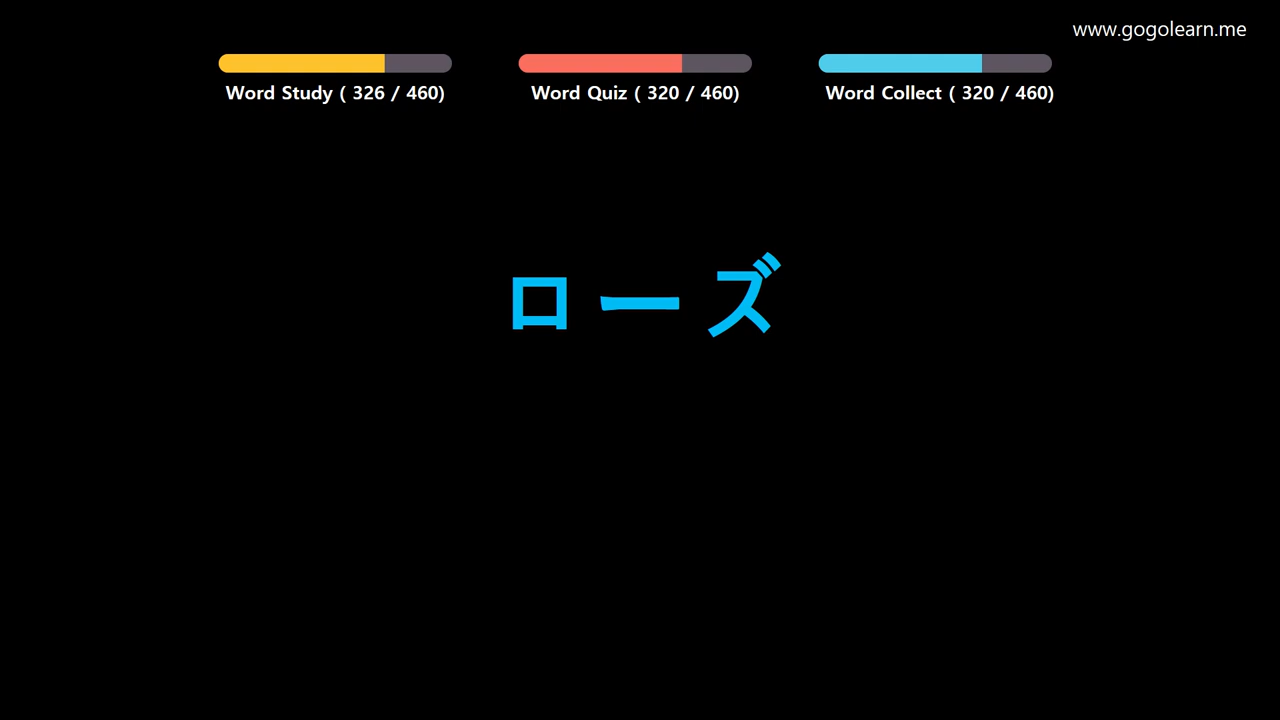 www.gogolearn.me
Word Study ( 326 / 460)
Word Quiz ( 320 / 460)
Word Collect ( 320 / 460)
ローズ